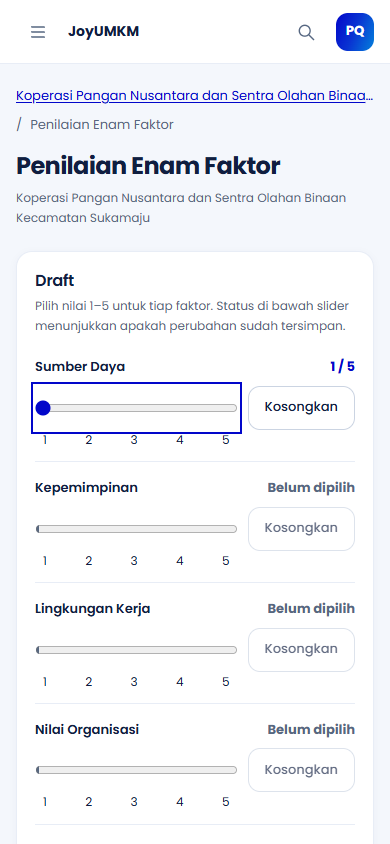 JoyUMKM
PQ
Koperasi Pangan Nusantara dan Sentra Olahan Binaa...
/ Penilaian Enam Faktor
Penilaian Enam Faktor
Koperasi Pangan Nusantara dan Sentra Olahan Binaan
Kecamatan Sukamaju
Draft
Pilih nilai 1–5 untuk tiap faktor. Status di bawah slider
menunjukkan apakah perubahan sudah tersimpan.
Sumber Daya 1 / 5
Kosongkan
1 2 3 4 5
Kepemimpinan Belum dipilih
Kosongkan
1 2 3 4 5
Lingkungan Kerja Belum dipilih
Kosongkan
1 2 3 4 5
Nilai Organisasi Belum dipilih
Kosongkan
1 2 3 4 5